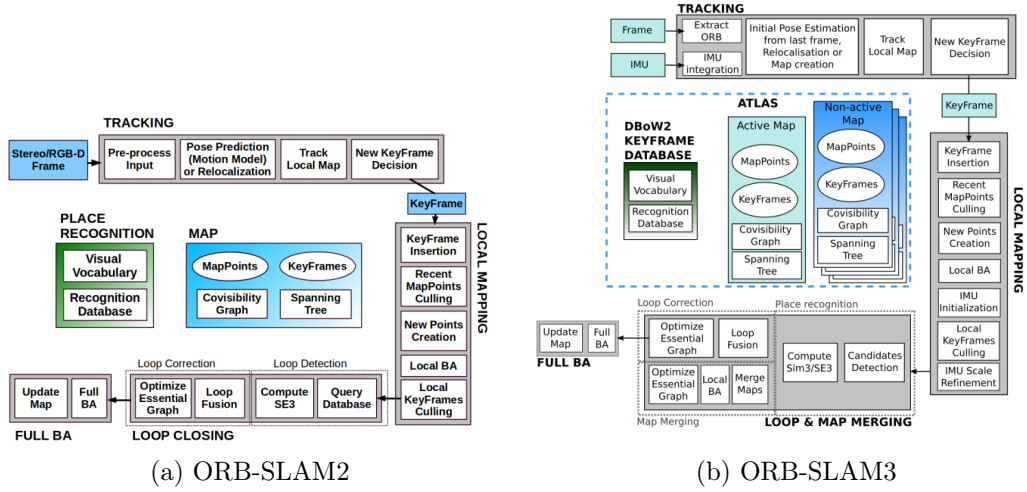 TRACKING
Stereo/RGB-D
Frame
Pre-process
Input
Pose Prediction
(Motion Model)
or Relocalization
Track
Local Map
New KeyFrame
Decision
KeyFrame
PLACE
RECOGNITION
Visual
Vocabulary
Recognition
Database
MAP
MapPoints
KeyFrames
Covisibility
Graph
Spanning
Tree
LOCAL MAPPING
KeyFrame
Insertion
Recent
MapPoints
Culling
New Points
Creation
Local BA
Local
KeyFrames
Culling
Loop Correction
Loop Detection
Update
Map
Full
BA
Optimize
Essential
Graph
Loop
Fusion
Compute
SE3
Query
Database
FULL BA
LOOP CLOSING
(a) ORB-SLAM2
TRACKING
Frame
IMU
Extract
ORB
IMU
integration
Initial Pose Estimation
from last frame,
Relocalisation or
Map creation
Track
Local Map
New KeyFrame
Decision
KeyFrame
ATLAS
DBoW2
KEYFRAME
DATABASE
Visual
Vocabulary
Recognition
Database
Active Map
MapPoints
KeyFrames
Covisibility
Graph
Spanning
Tree
Non-active
Map
MapPoints
KeyFrames
Covisibility
Graph
Spanning
Tree
LOCAL MAPPING
KeyFrame
Insertion
Recent
MapPoints
Culling
New Points
Creation
Local BA
IMU
Initialization
Local
KeyFrames
Culling
IMU Scale
Refinement
Loop Correction
Place recognition
Update
Map
Full
BA
FULL BA
Optimize
Essential
Graph
Loop
Fusion
Optimize
Essential
Graph
Local
BA
Merge
Maps
Compute
Sim3/SE3
Candidates
Detection
Map Merging
LOOP & MAP MERGING
(b) ORB-SLAM3